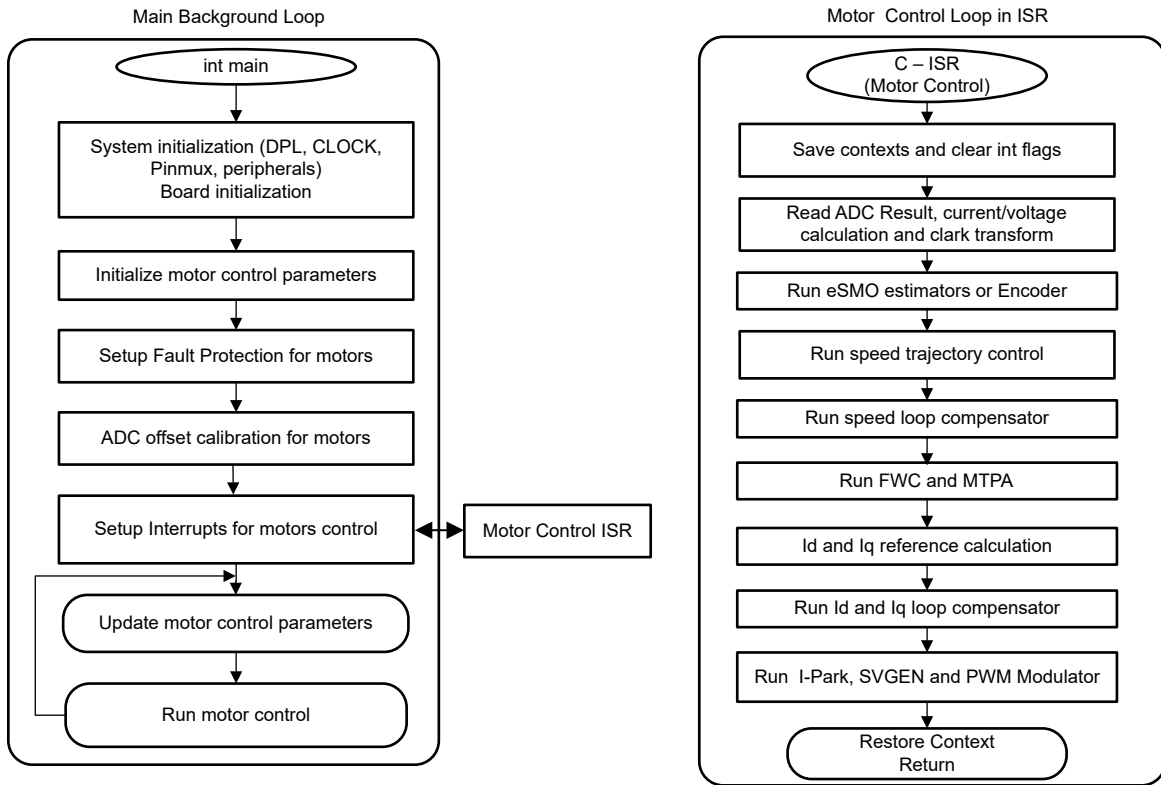 Main Background Loop
int main
System initialization (DPL, CLOCK,
Pinmux, peripherals)
Board initialization
Initialize motor control parameters
Setup Fault Protection for motors
ADC offset calibration for motors
Setup Interrupts for motors control
Motor Control ISR
Update motor control parameters
Run motor control
Motor Control Loop in ISR
C – ISR
(Motor Control)
Save contexts and clear int flags
Read ADC Result, current/voltage
calculation and clark transform
Run eSMO estimators or Encoder
Run speed trajectory control
Run speed loop compensator
Run FWC and MTPA
Id and Iq reference calculation
Run Id and Iq loop compensator
Run I-Park, SVGEN and PWM Modulator
Restore Context
Return